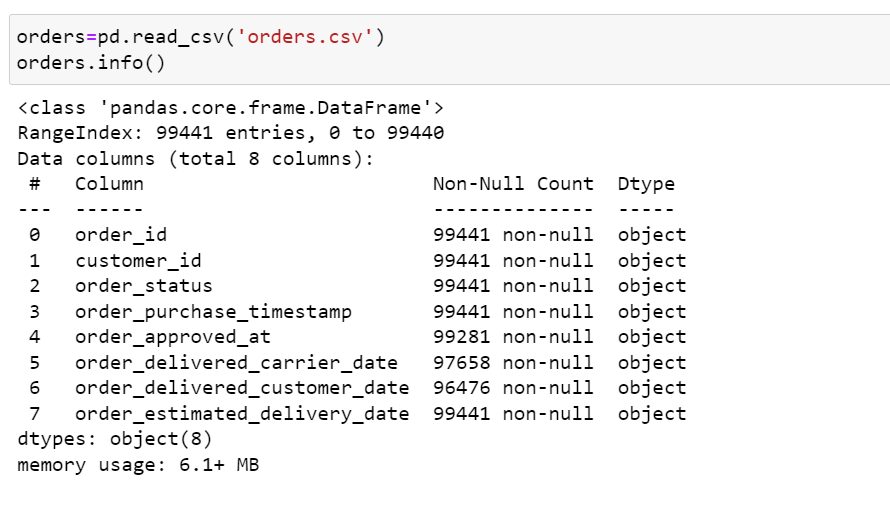 orders=pd.read_csv('orders.csv')
orders.info()
<class 'pandas.core.frame.DataFrame'>
RangeIndex: 99441 entries, 0 to 99440
Data columns (total 8 columns):
 #   Column                         Non-Null Count  Dtype
---  ------                         --------------  -----
 0   order_id                       99441 non-null  object
 1   customer_id                    99441 non-null  object
 2   order_status                   99441 non-null  object
 3   order_purchase_timestamp       99441 non-null  object
 4   order_approved_at              99281 non-null  object
 5   order_delivered_carrier_date   97658 non-null  object
 6   order_delivered_customer_date  96476 non-null  object
 7   order_estimated_delivery_date  99441 non-null  object
dtypes: object(8)
memory usage: 6.1+ MB